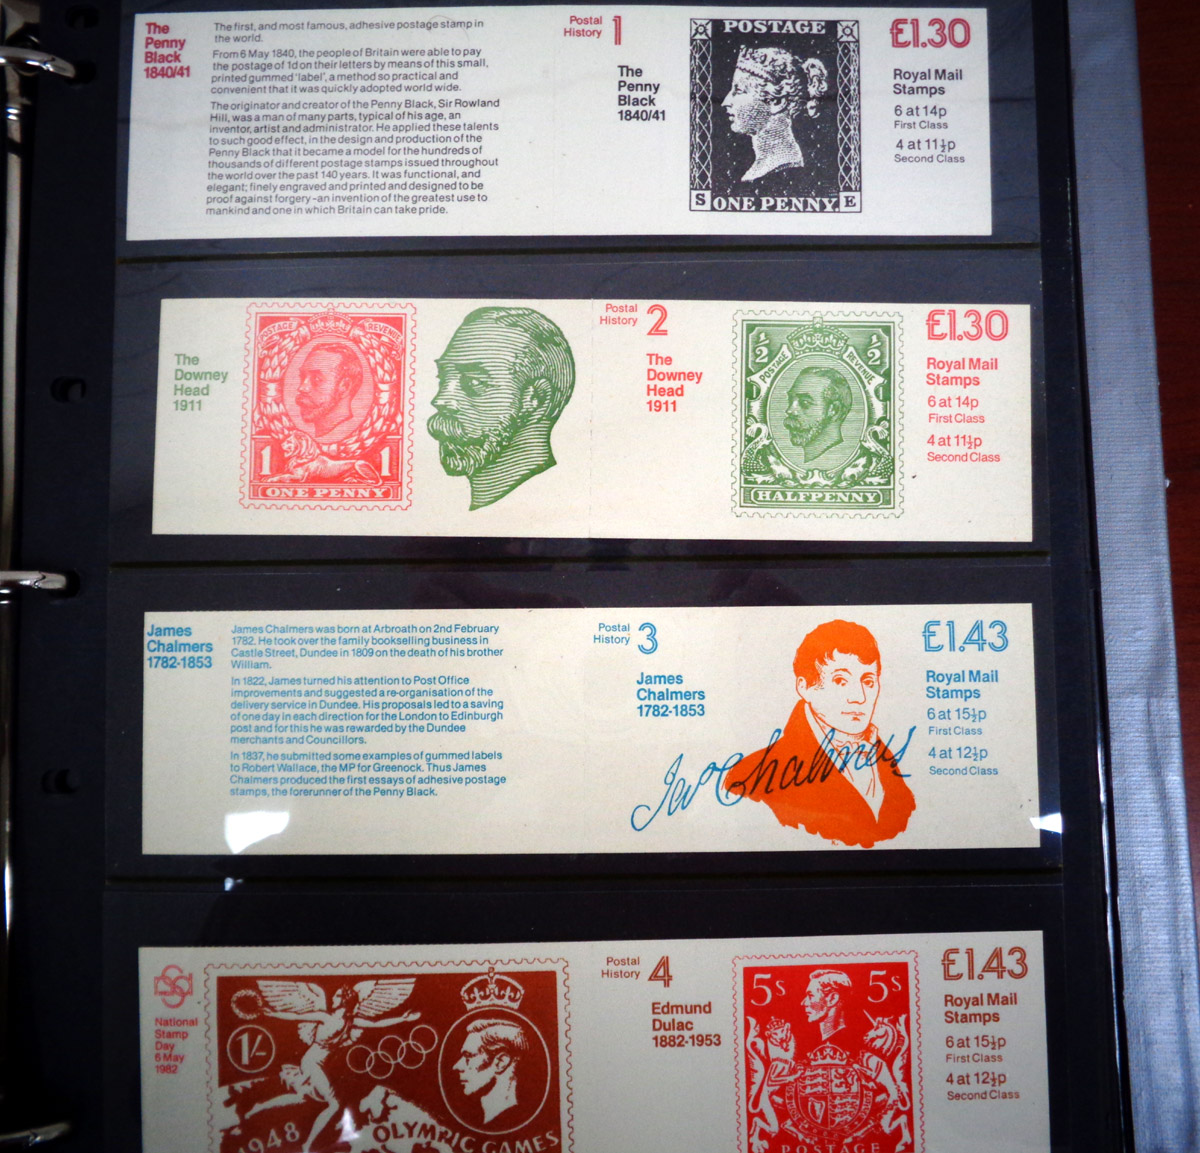 The
Penny
Black
1840/41
The first, and most famous, adhesive postage stamp in
the world.
From 6 May 1840, the people of Britain were able to pay
the postage of 1d on their letters by means of this small,
printed gummed 'label', a method so practical and
convenient that it was quickly adopted world wide.
The originator and creator of the Penny Black, Sir Rowland
Hill, was a man of many parts, typical of his age, an
inventor, artist and administrator. He applied these talents
to such good effect, in the design and production of the
Penny Black that it became a model for the hundreds of
thousands of different postage stamps issued throughout
the world over the past 140 years. It was functional, and
elegant; finely engraved and printed and designed to be
proof against forgery - an invention of the greatest use to
mankind and one in which Britain can take pride.
Postal
History 1
The
Penny
Black
1840/41
POSTAGE
S ONE PENNY. E
£1.30
Royal Mail
Stamps
6 at 14p
First Class
4 at 11½p
Second Class
The
Downey
Head
1911
POSTAGE REVENUE
1 1
ONE PENNY
Postal
History 2
The
Downey
Head
1911
½ ½
POSTAGE REVENUE
HALFPENNY
£1.30
Royal Mail
Stamps
6 at 14p
First Class
4 at 11½p
Second Class
James
Chalmers
1782-1853
James Chalmers was born at Arbroath on 2nd February
1782. He took over the family bookselling business in
Castle Street, Dundee in 1809 on the death of his brother
William.
In 1822, James turned his attention to Post Office
improvements and suggested a re-organisation of the
delivery service in Dundee. His proposals led to a saving
of one day in each direction for the London to Edinburgh
post and for this he was rewarded by the Dundee
merchants and Councillors.
In 1837, he submitted some examples of gummed labels
to Robert Wallace, the MP for Greenock. Thus James
Chalmers produced the first essays of adhesive postage
stamps, the forerunner of the Penny Black.
Postal
History 3
James
Chalmers
1782-1853
Jas Chalmers
£1.43
Royal Mail
Stamps
6 at 15½p
First Class
4 at 12½p
Second Class
National
Stamp
Day
6 May
1982
1/-
1948
OLYMPIC GAMES
Postal
History 4
Edmund
Dulac
1882-1953
5s 5s
POSTAGE
£1.43
Royal Mail
Stamps
6 at 15½p
First Class
4 at 12½p
Second Class